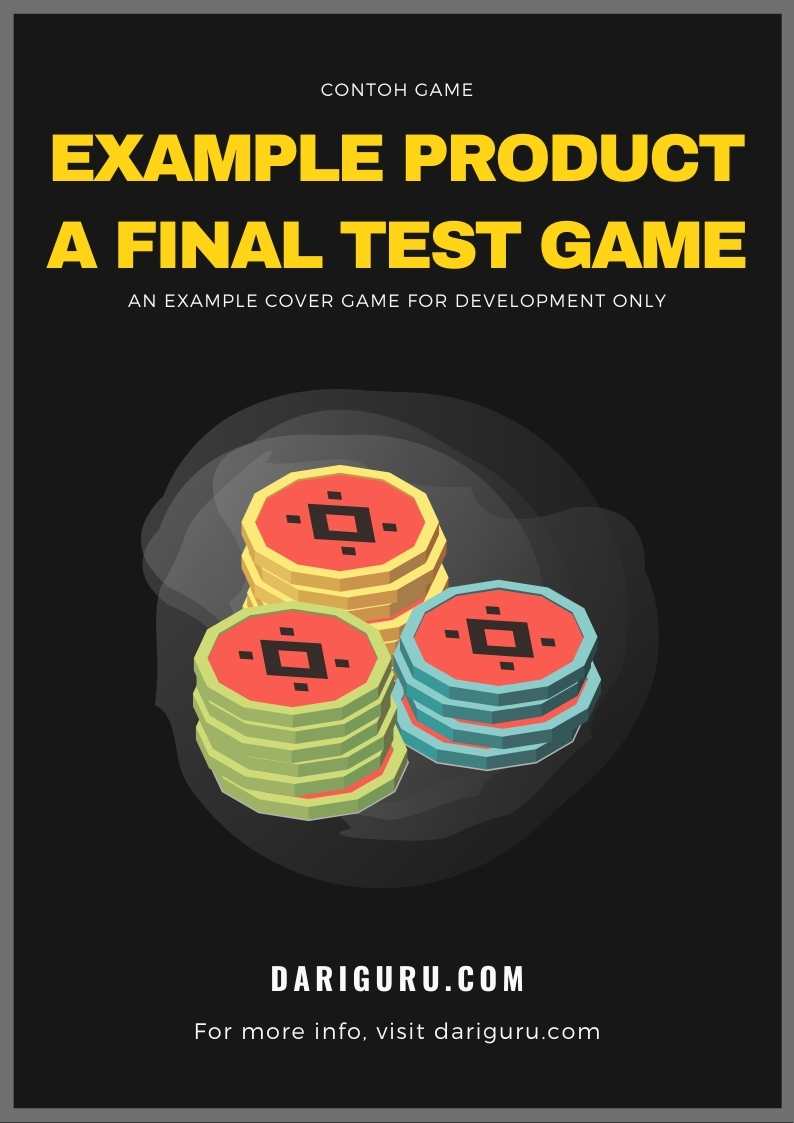 CONTOH GAME
EXAMPLE PRODUCT
A FINAL TEST GAME
AN EXAMPLE COVER GAME FOR DEVELOPMENT ONLY
DARIGURU.COM
For more info, visit dariguru.com